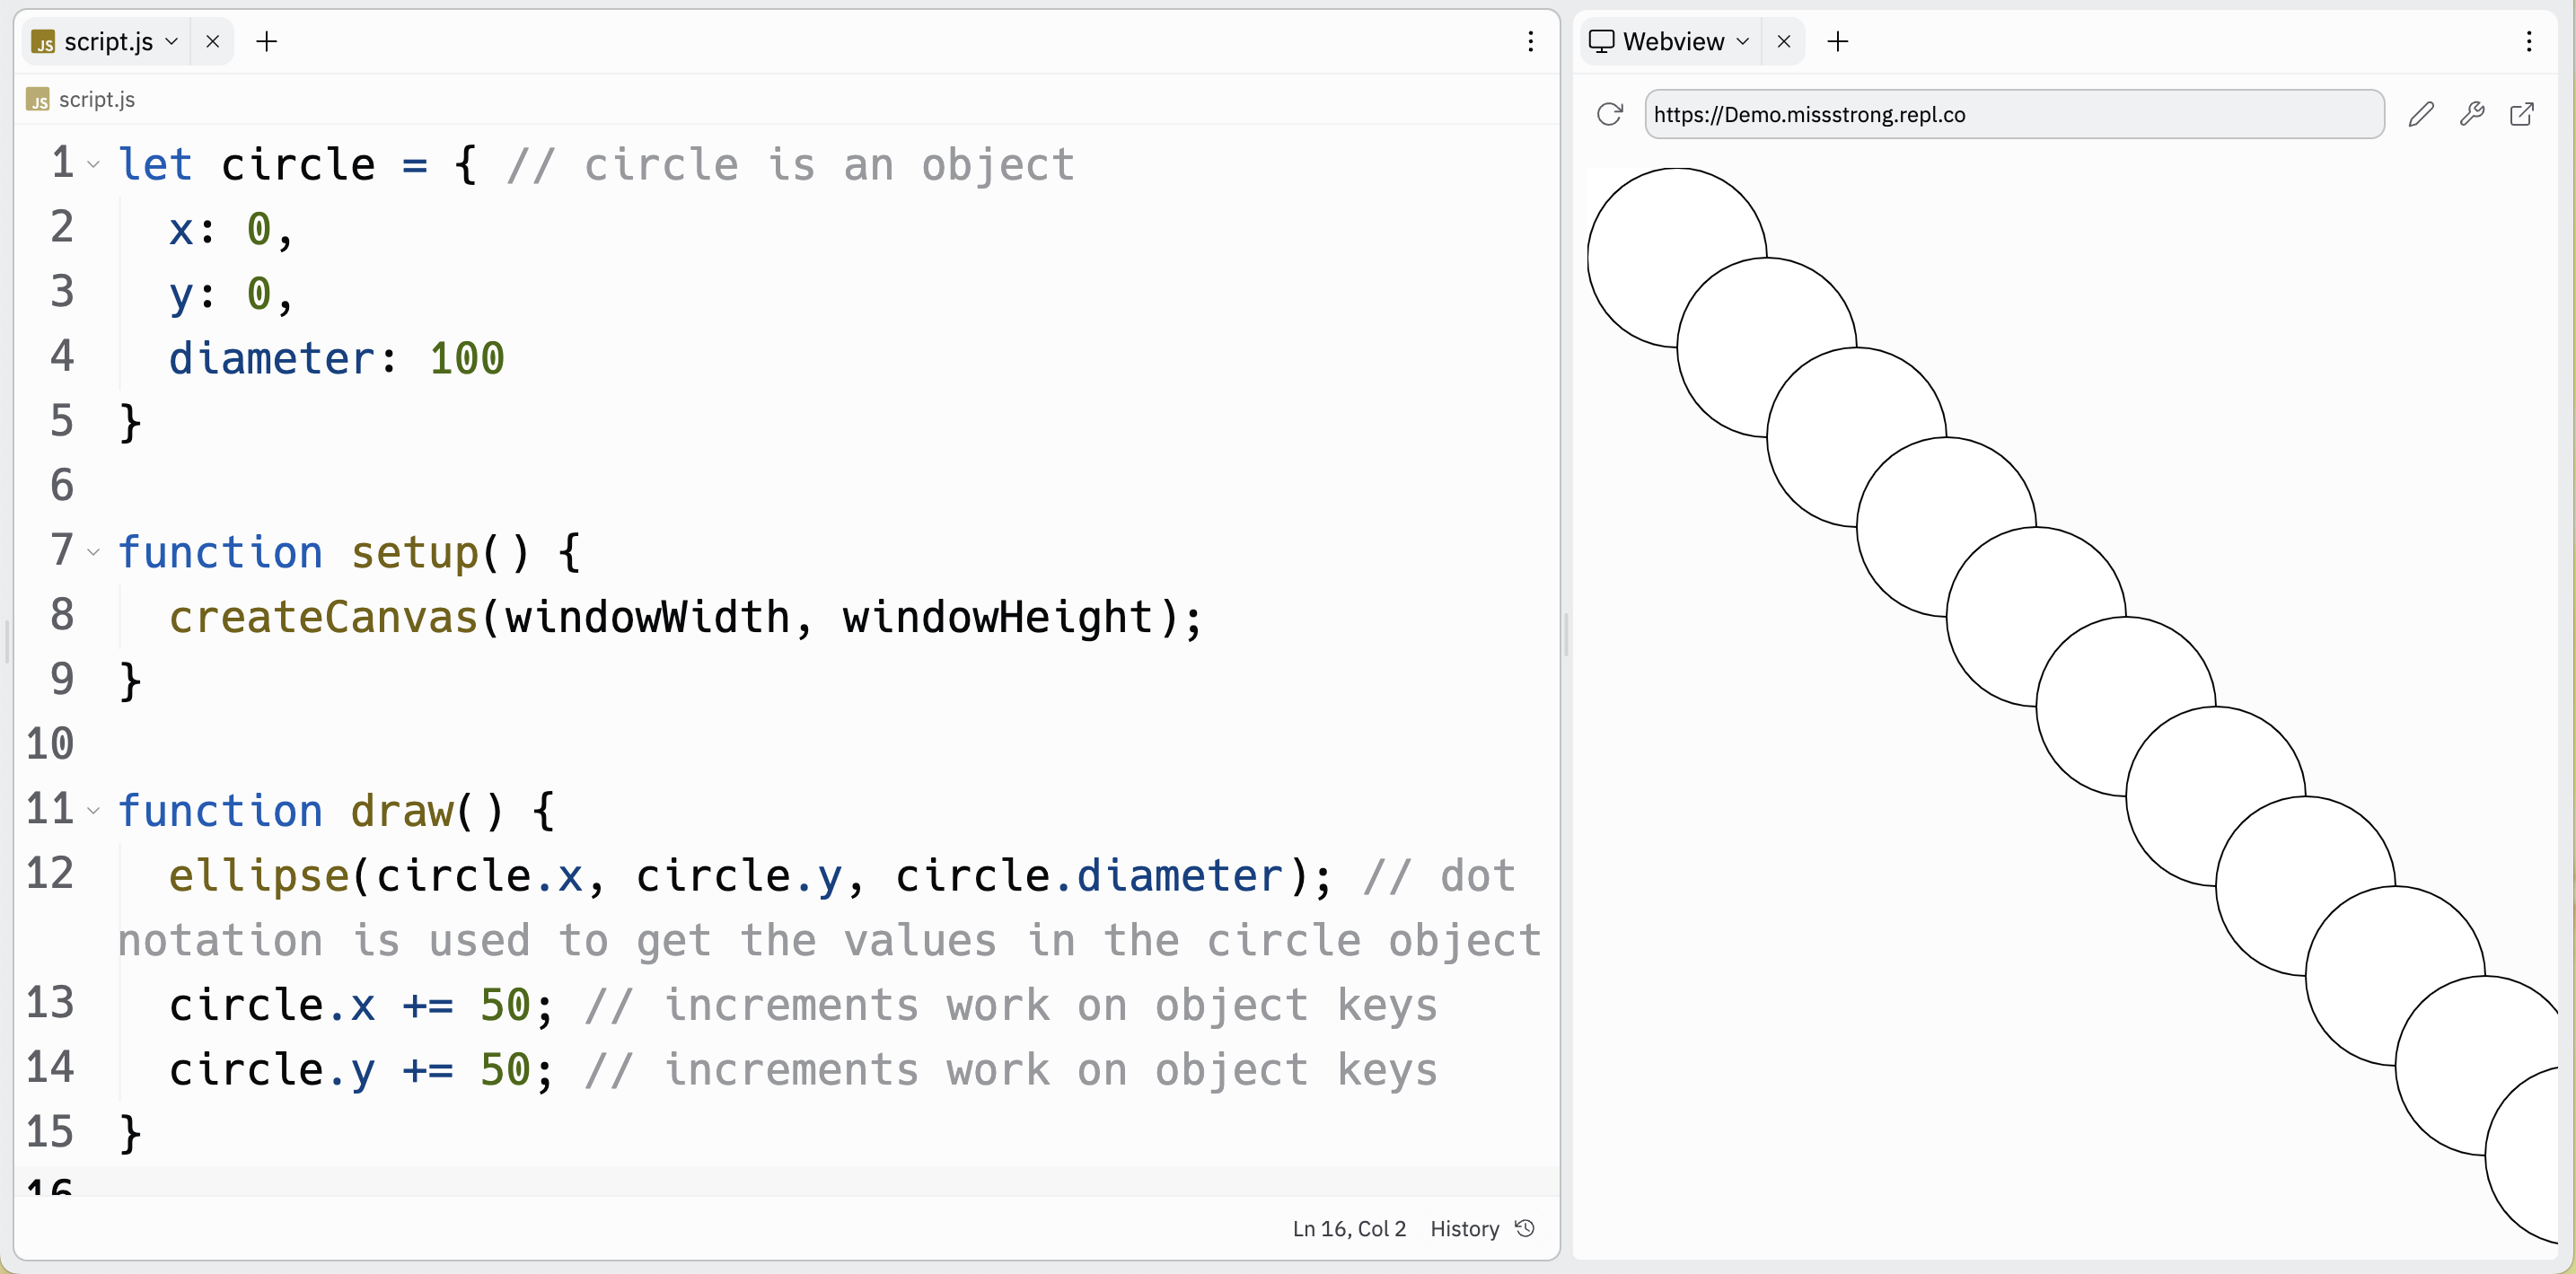 script.js
JS script.js
1 let circle = { // circle is an object
2 x: 0,
3 y: 0,
4 diameter: 100
5 }
6
7 function setup() {
8 createCanvas(windowWidth, windowHeight);
9 }
10
11 function draw() {
12 ellipse(circle.x, circle.y, circle.diameter); // dot
notation is used to get the values in the circle object
13 circle.x += 50; // increments work on object keys
14 circle.y += 50; // increments work on object keys
15 }
16
Ln 16, Col 2 History
Webview
https://Demo.missstrong.repl.co